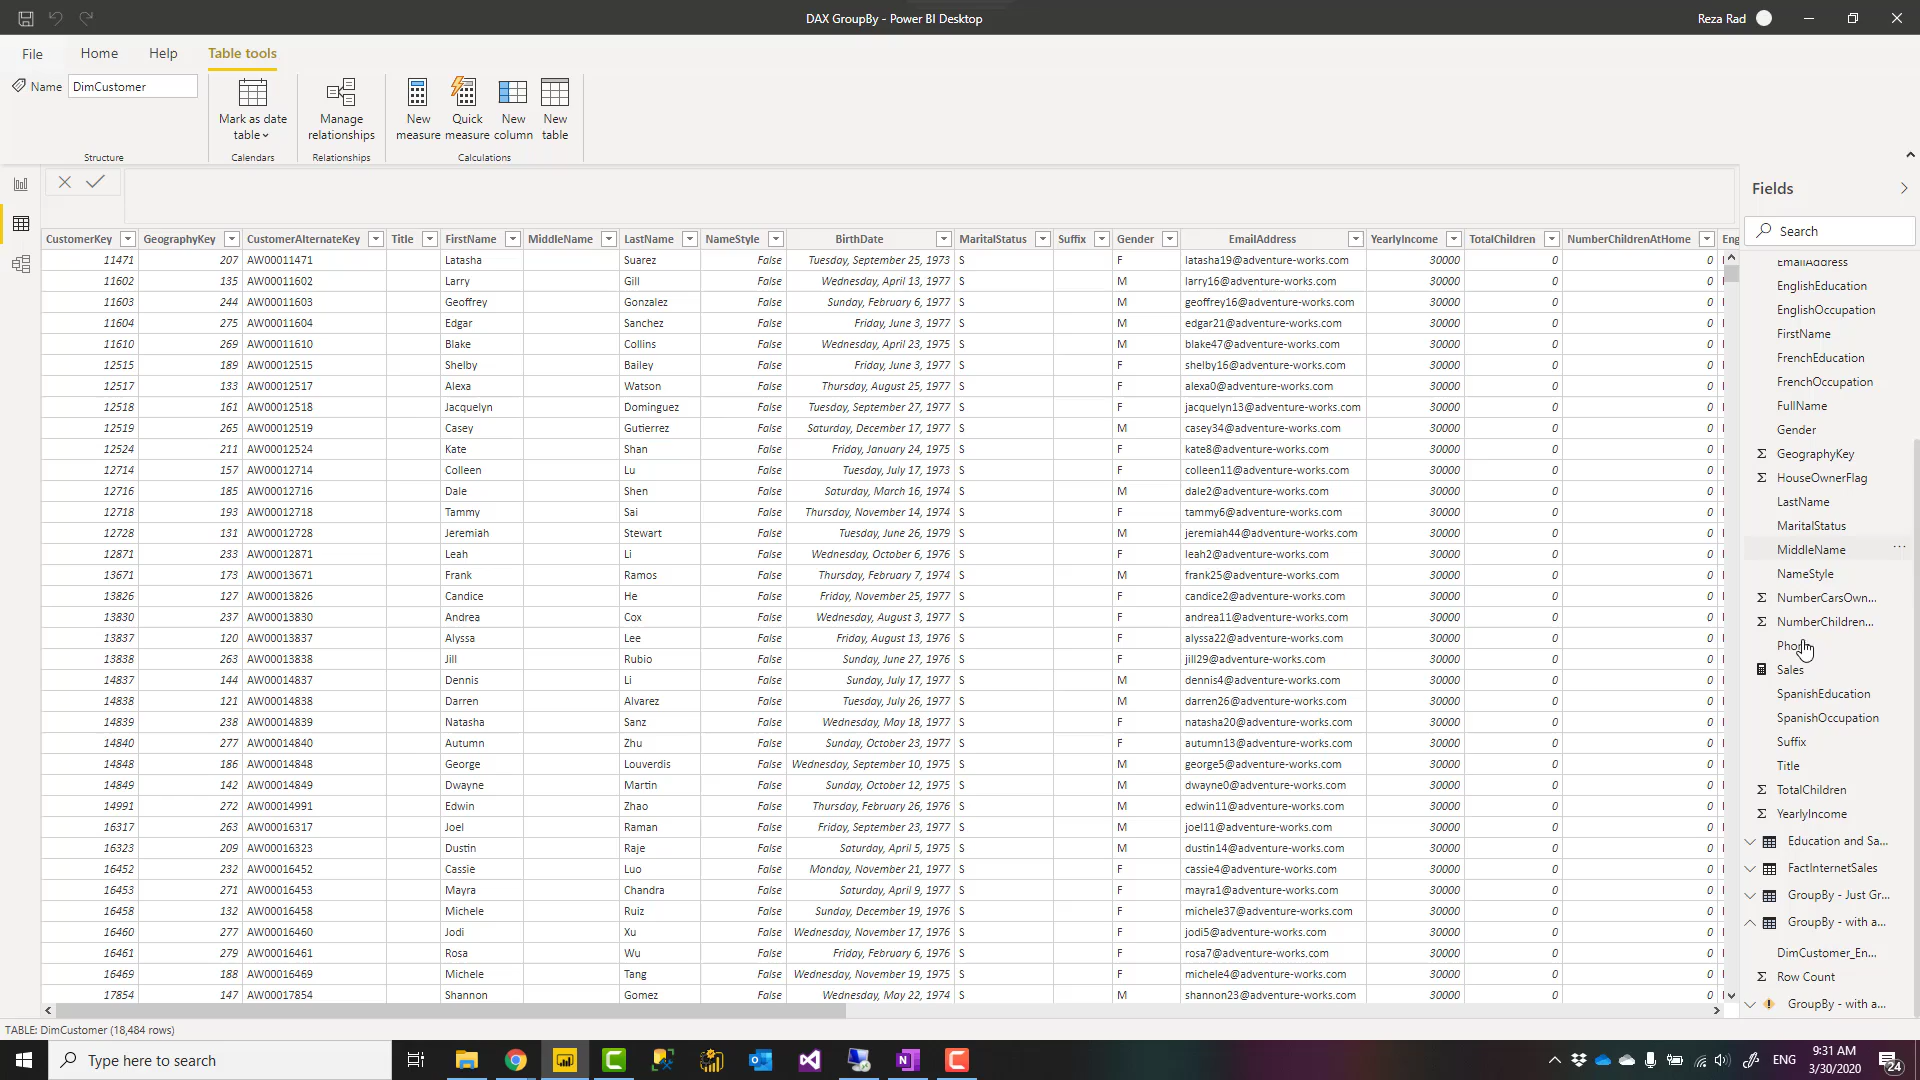 DAX GroupBy - Power BI Desktop
Reza Rad
File Home Help Table tools
Name DimCustomer
Mark as date table
Manage relationships
New measure
Quick measure
New column
New table
Structure Calendars Relationships Calculations
CustomerKey GeographyKey CustomerAlternateKey Title FirstName MiddleName LastName NameStyle BirthDate MaritalStatus Suffix Gender EmailAddress YearlyIncome TotalChildren NumberChildrenAtHome Eng
11471 207 AW00011471 Latasha Suarez False Tuesday, September 25, 1973 S F latasha19@adventure-works.com 30000 0 0
11602 135 AW00011602 Larry Gill False Wednesday, April 13, 1977 S M larry16@adventure-works.com 30000 0 0
11603 244 AW00011603 Geoffrey Gonzalez False Sunday, February 6, 1977 S M geoffrey16@adventure-works.com 30000 0 0
11604 275 AW00011604 Edgar Sanchez False Friday, June 3, 1977 S M edgar21@adventure-works.com 30000 0 0
11610 269 AW00011610 Blake Collins False Wednesday, April 23, 1975 S M blake47@adventure-works.com 30000 0 0
12515 189 AW00012515 Shelby Bailey False Friday, June 3, 1977 S F shelby16@adventure-works.com 30000 0 0
12517 133 AW00012517 Alexa Watson False Thursday, August 25, 1977 S F alexa0@adventure-works.com 30000 0 0
12518 161 AW00012518 Jacquelyn Dominguez False Tuesday, September 27, 1977 S F jacquelyn13@adventure-works.com 30000 0 0
12519 265 AW00012519 Casey Gutierrez False Saturday, December 17, 1977 S M casey34@adventure-works.com 30000 0 0
12524 211 AW00012524 Kate Shan False Friday, January 24, 1975 S F kate8@adventure-works.com 30000 0 0
12714 157 AW00012714 Colleen Lu False Tuesday, July 17, 1973 S F colleen11@adventure-works.com 30000 0 0
12716 185 AW00012716 Dale Shen False Saturday, March 16, 1974 S M dale2@adventure-works.com 30000 0 0
12718 193 AW00012718 Tammy Sai False Thursday, November 14, 1974 S F tammy6@adventure-works.com 30000 0 0
12728 131 AW00012728 Jeremiah Stewart False Tuesday, June 26, 1979 S M jeremiah44@adventure-works.com 30000 0 0
12871 233 AW00012871 Leah Li False Wednesday, October 6, 1976 S F leah2@adventure-works.com 30000 0 0
13671 173 AW00013671 Frank Ramos False Thursday, February 7, 1974 S M frank25@adventure-works.com 30000 0 0
13826 127 AW00013826 Candice He False Friday, November 25, 1977 S F candice2@adventure-works.com 30000 0 0
13830 237 AW00013830 Andrea Cox False Wednesday, August 3, 1977 S F andrea11@adventure-works.com 30000 0 0
13837 120 AW00013837 Alyssa Lee False Friday, August 13, 1976 S F alyssa22@adventure-works.com 30000 0 0
13838 263 AW00013838 Jill Rubio False Sunday, June 27, 1976 S F jill29@adventure-works.com 30000 0 0
14837 144 AW00014837 Dennis Li False Sunday, July 17, 1977 S M dennis4@adventure-works.com 30000 0 0
14838 121 AW00014838 Darren Alvarez False Tuesday, July 26, 1977 S M darren26@adventure-works.com 30000 0 0
14839 238 AW00014839 Natasha Sanz False Wednesday, May 18, 1977 S F natasha20@adventure-works.com 30000 0 0
14840 277 AW00014840 Autumn Zhu False Sunday, October 23, 1977 S F autumn13@adventure-works.com 30000 0 0
14848 186 AW00014848 George Louverdis False Wednesday, September 10, 1975 S M george5@adventure-works.com 30000 0 0
14849 142 AW00014849 Dwayne Martin False Sunday, October 12, 1975 S M dwayne0@adventure-works.com 30000 0 0
14991 272 AW00014991 Edwin Zhao False Thursday, February 26, 1976 S M edwin11@adventure-works.com 30000 0 0
16317 263 AW00016317 Joel Raman False Friday, September 23, 1977 S M joel11@adventure-works.com 30000 0 0
16323 209 AW00016323 Dustin Raje False Saturday, April 5, 1975 S M dustin14@adventure-works.com 30000 0 0
16452 232 AW00016452 Cassie Luo False Monday, November 21, 1977 S F cassie4@adventure-works.com 30000 0 0
16453 271 AW00016453 Mayra Chandra False Saturday, April 9, 1977 S F mayra1@adventure-works.com 30000 0 0
16458 132 AW00016458 Michele Ruiz False Sunday, December 19, 1976 S F michele37@adventure-works.com 30000 0 0
16460 277 AW00016460 Jodi Xu False Wednesday, November 17, 1976 S F jodi5@adventure-works.com 30000 0 0
16461 279 AW00016461 Rosa Wu False Friday, February 6, 1976 S F rosa7@adventure-works.com 30000 0 0
16469 188 AW00016469 Michele Tang False Wednesday, November 19, 1975 S F michele4@adventure-works.com 30000 0 0
17854 147 AW00017854 Shannon Gomez False Wednesday, May 22, 1974 S F shannon23@adventure-works.com 30000 0 0
Fields
Search
EmailAddress
EnglishEducation
EnglishOccupation
FirstName
FrenchEducation
FrenchOccupation
FullName
Gender
GeographyKey
HouseOwnerFlag
LastName
MaritalStatus
MiddleName
NameStyle
NumberCarsOwn...
NumberChildren...
Phone
Sales
SpanishEducation
SpanishOccupation
Suffix
Title
TotalChildren
YearlyIncome
Education and Sa...
FactInternetSales
GroupBy - Just Gr...
GroupBy - with a...
DimCustomer_En...
Row Count
GroupBy - with a...
TABLE: DimCustomer (18,484 rows)
Type here to search
ENG
9:31 AM
3/30/2020
24